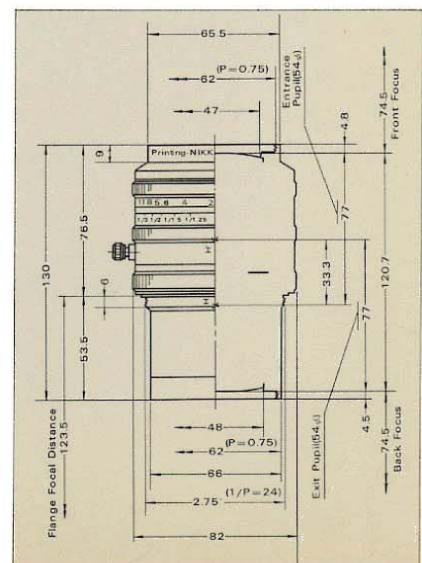 65.5
62
(P=0.75)
47
Entrance
Pupil(54φ)
74.5
Front Focus
4.8
9
Printing-NIKK
11 8 5.6 4 2
1/3 1/2 1/1.5 1/1.25
130
76.5
53.5
6
H'
H
33.3
77
77
120.7
Flange Focal Distance
123.5
48
(P=0.75)
62
66
(1/P=24)
2.75"
82
Exit Pupil(54φ)
4.5
74.5
Back Focus